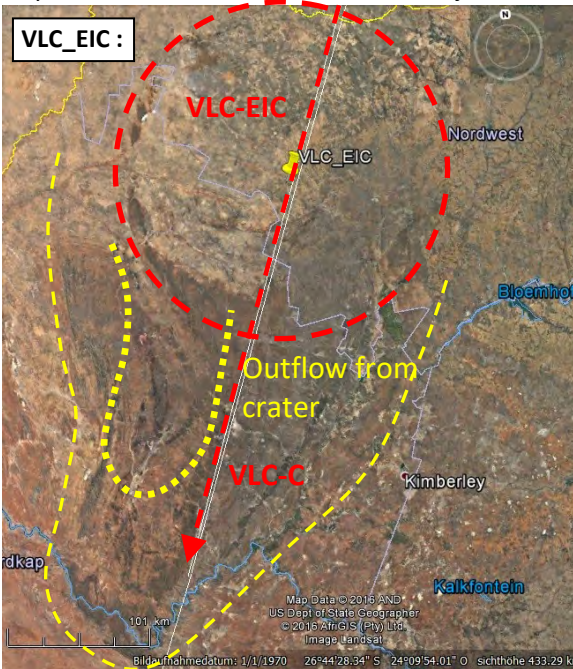 VLC_EIC :
N
VLC-EIC
VLC_EIC
Nordwest
Bloemhof
Outflow from
crater
VLC-C
Kimberley
rdkap
Kalkfontein
101 km
Map Data © 2016 AND
US Dept of State Geographer
© 2016 AfriGIS (Pty) Ltd.
Image Landsat
Bildaufnahmedatum: 1/1/1970 26°44'28.34" S 24°09'54.01" O sichthöhe 433.29 k